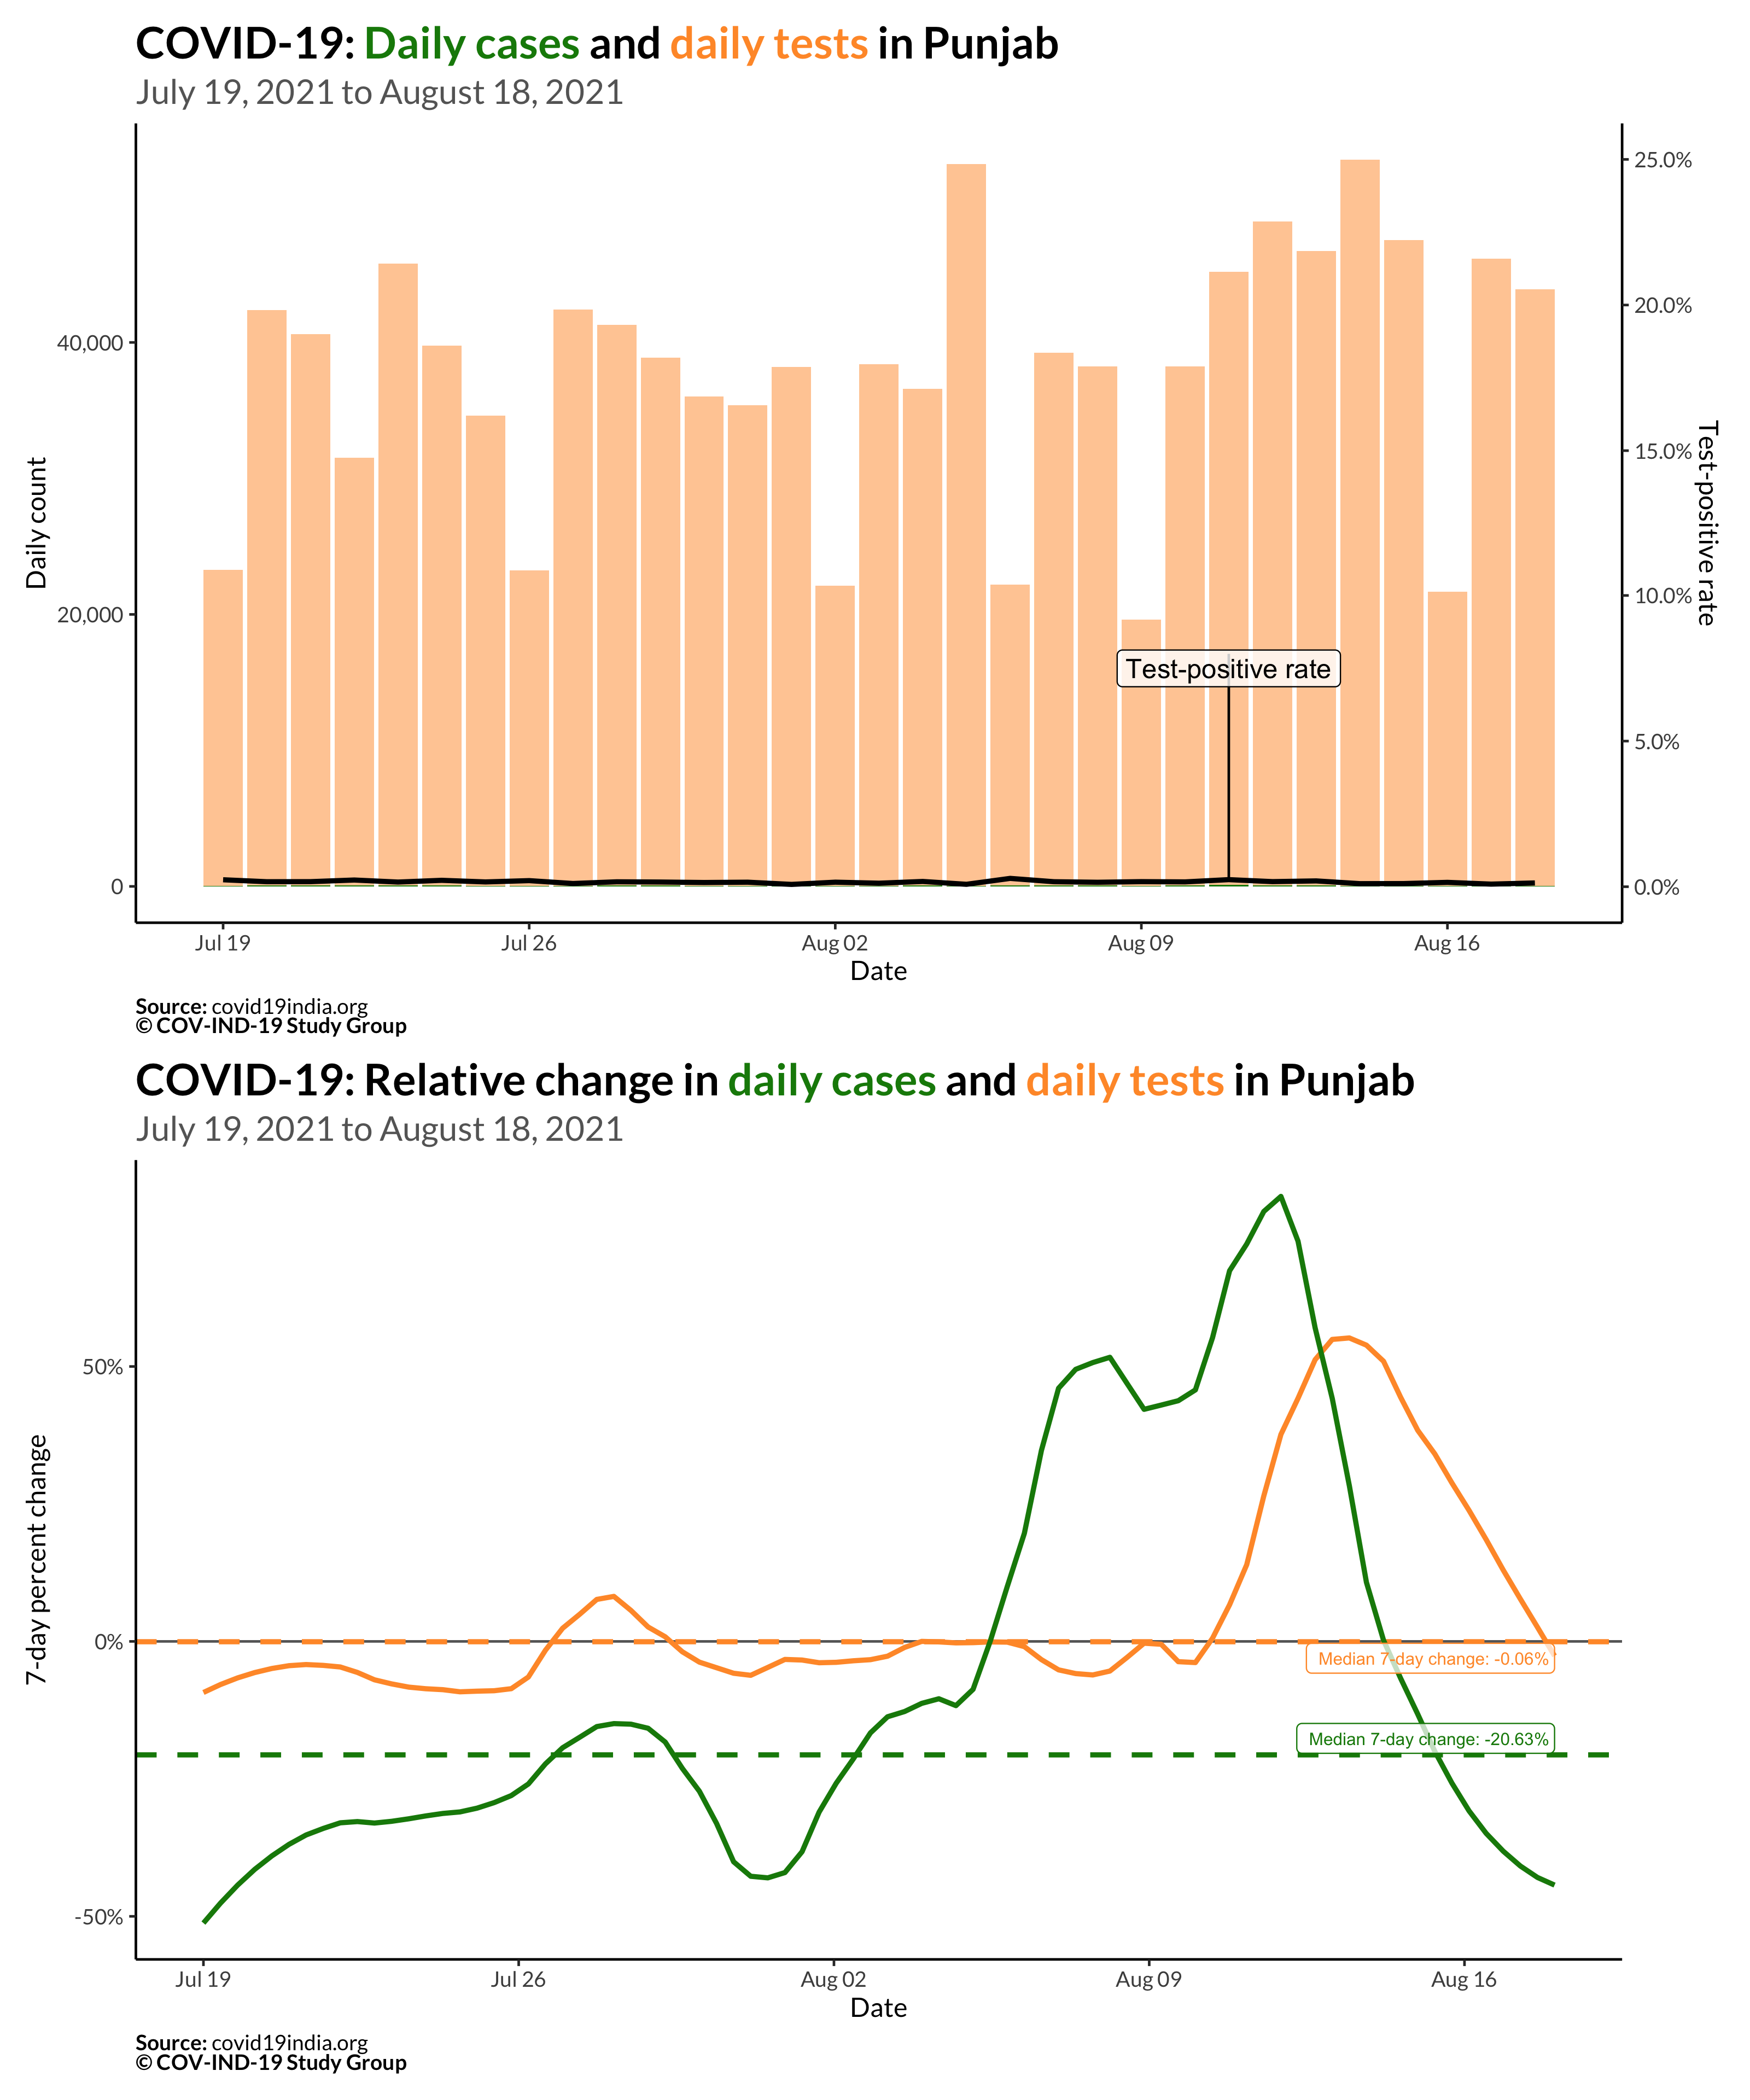 COVID-19: Daily cases and daily tests in Punjab
July 19, 2021 to August 18, 2021
Daily count
40,000
20,000
0
25.0%
20.0%
15.0%
10.0%
5.0%
0.0%
Test-positive rate
Test-positive rate
Jul 19
Jul 26
Aug 02
Aug 09
Aug 16
Date
Source: covid19india.org
© COV-IND-19 Study Group
COVID-19: Relative change in daily cases and daily tests in Punjab
July 19, 2021 to August 18, 2021
7-day percent change
50%
0%
-50%
Median 7-day change: -0.06%
Median 7-day change: -20.63%
Jul 19
Jul 26
Aug 02
Aug 09
Aug 16
Date
Source: covid19india.org
© COV-IND-19 Study Group